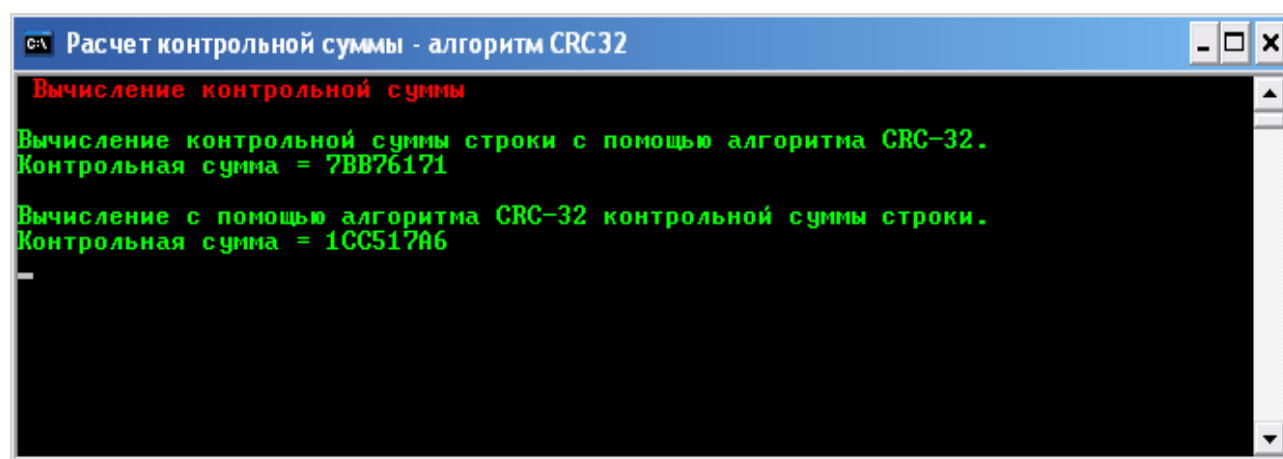 Расчет контрольной суммы - алгоритм CRC32
Вычисление контрольной суммы
Вычисление контрольной суммы строки с помощью алгоритма CRC-32.
Контрольная сумма = 7BB76171
Вычисление с помощью алгоритма CRC-32 контрольной суммы строки.
Контрольная сумма = 1CC517A6